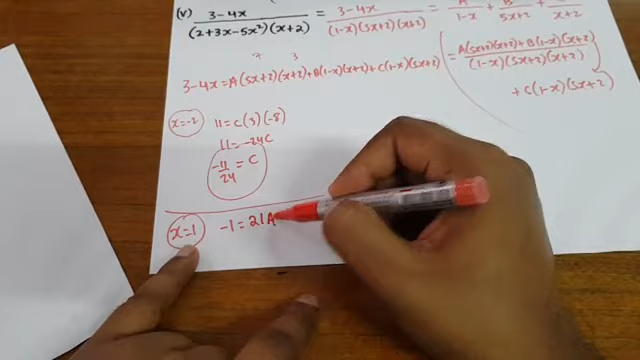 (v) 3-4x/(2+3x-5x²)(x+2) = 3-4x/(1-x)(5x+2)(x+2) = A/1-x + B/5x+2 + C/x+2
= A(5x+2)(x+2)+B(1-x)(x+2)/(1-x)(5x+2)(x+2)
+ C(1-x)(5x+2)
7 3
3-4x = A(5x+2)(x+2)+B(1-x)(x+2)+C(1-x)(5x+2)
x=-2 11 = C(3)(-8)
11 = -24C
-11/24 = C
x=1 -1 = 21A